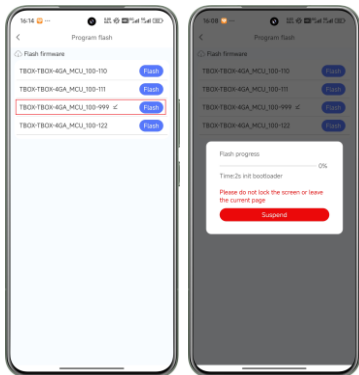 16:14
Program flash
Flash firmware
TBOX-TBOX-4GA_MCU_100-110 Flash
TBOX-TBOX-4GA_MCU_100-111 Flash
TBOX-TBOX-4GA_MCU_100-999 Flash
TBOX-TBOX-4GA_MCU_100-122 Flash
16:08
Program flash
Flash firmware
TBOX-TBOX-4GA_MCU_100-110 Flash
TBOX-TBOX-4GA_MCU_100-111 Flash
TBOX-TBOX-4GA_MCU_100-999 Flash
TBOX-TBOX-4GA_MCU_100-122 Flash
Flash progress
0%
Time:2s init bootloader
Please do not lock the screen or leave
the current page.
Suspend